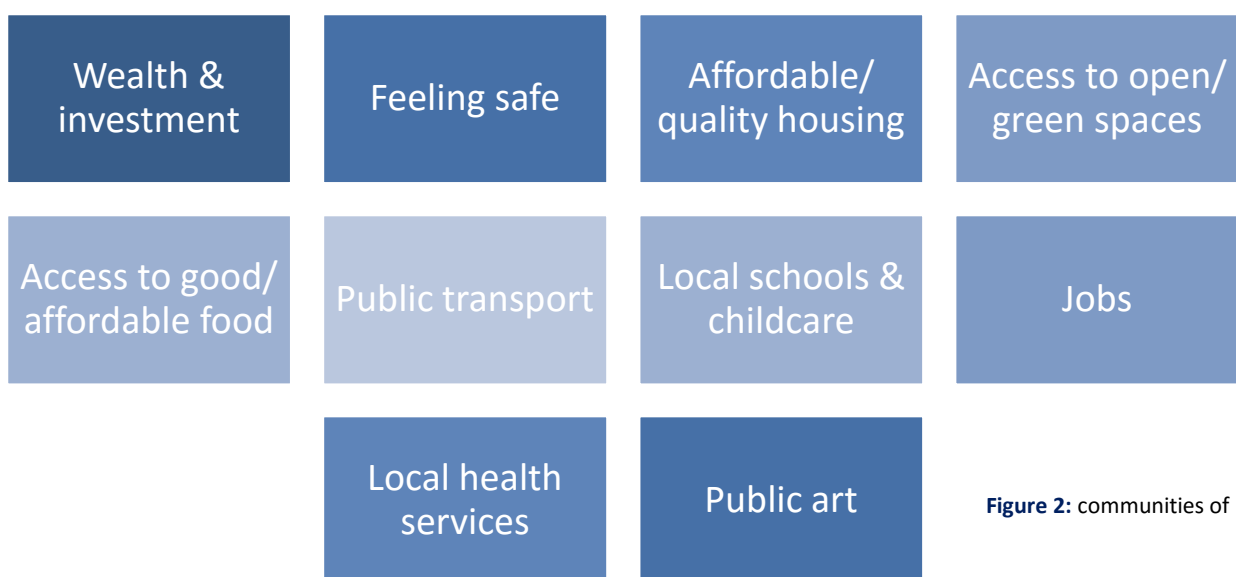 Wealth &
investment
Feeling safe
Affordable/
quality housing
Access to open/
green spaces
Access to good/
affordable food
Public transport
Local schools &
childcare
Jobs
Local health
services
Public art
Figure 2: communities of